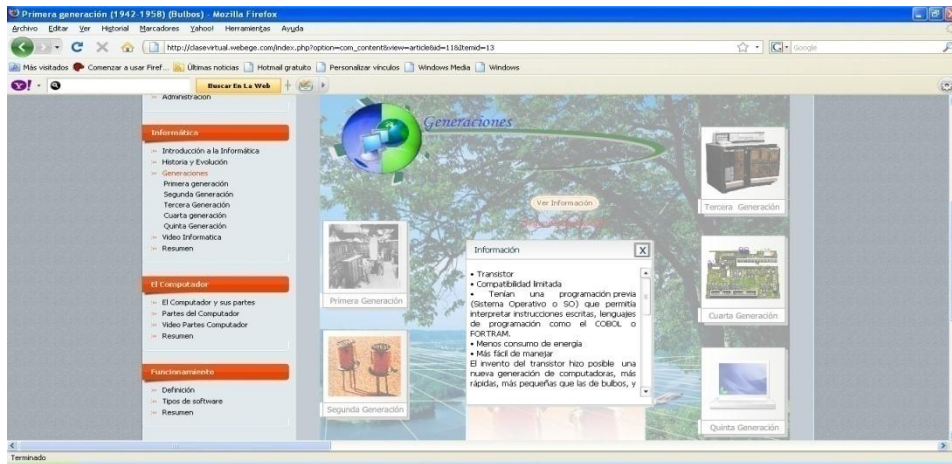 Primera generación (1942-1958) (Bulbos) - Mozilla Firefox
Archivo Editar Ver Historial Marcadores Yahoo! Herramientas Ayuda
http://clasevirtual.webege.com/index.php?option=com_content&view=article&id=11&Itemid=13
Google
Más visitados Comenzar a usar Firef... Últimas noticias Hotmail gratuito Personalizar vínculos Windows Media Windows
Y! Buscar En La Web
Administración
Informática
Introducción a la Informática
Historia y Evolución
Generaciones
Primera generación
Segunda Generación
Tercera Generación
Cuarta generación
Quinta Generación
Video Informatica
Resumen
El Computador
El Computador y sus partes
Partes del Computador
Video Partes Computador
Resumen
Funcionamiento
Definición
Tipos de software
Resumen
Generaciones
Ver Información
Primera Generación
Segunda Generación
Tercera Generación
Cuarta Generación
Quinta Generación
Información X
• Transistor
• Compatibilidad limitada
• Tenían una programación previa
(Sistema Operativo o SO) que permitía
interpretar instrucciones escritas, lenguajes
de programación como el COBOL o
FORTRAM.
• Menos consumo de energía
• Más fácil de manejar
El invento del transistor hizo posible una
nueva generación de computadoras, más
rápidas, más pequeñas que las de bulbos, y
Terminado